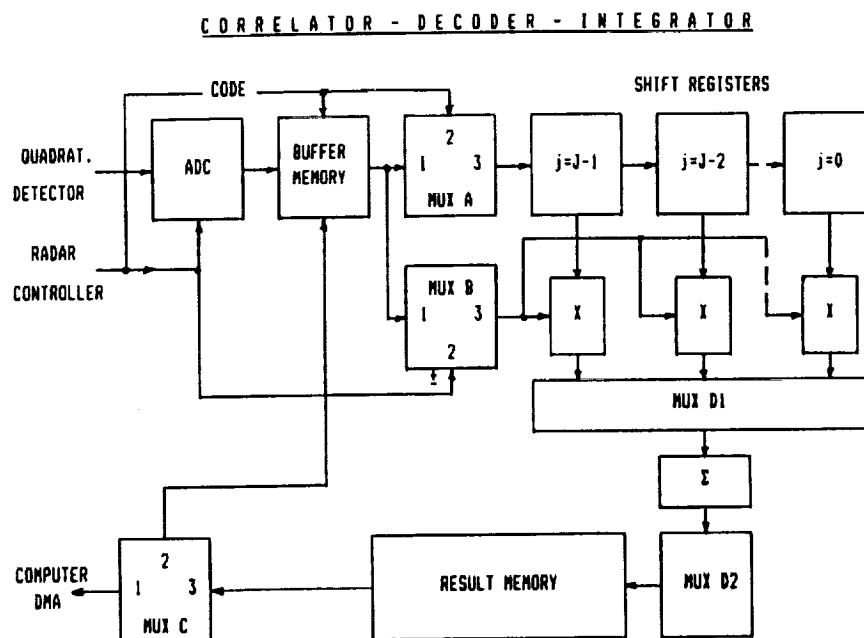 CORRELATOR - DECODER - INTEGRATOR
CODE
SHIFT REGISTERS
QUADRAT.
DETECTOR
ADC
BUFFER
MEMORY
2
1 3
MUX A
j=J-1
j=J-2
j=0
RADAR
CONTROLLER
MUX B
1 3
2
±
X
X
X
MUX D1
Σ
COMPUTER
DMA
2
1 3
MUX C
RESULT MEMORY
MUX D2